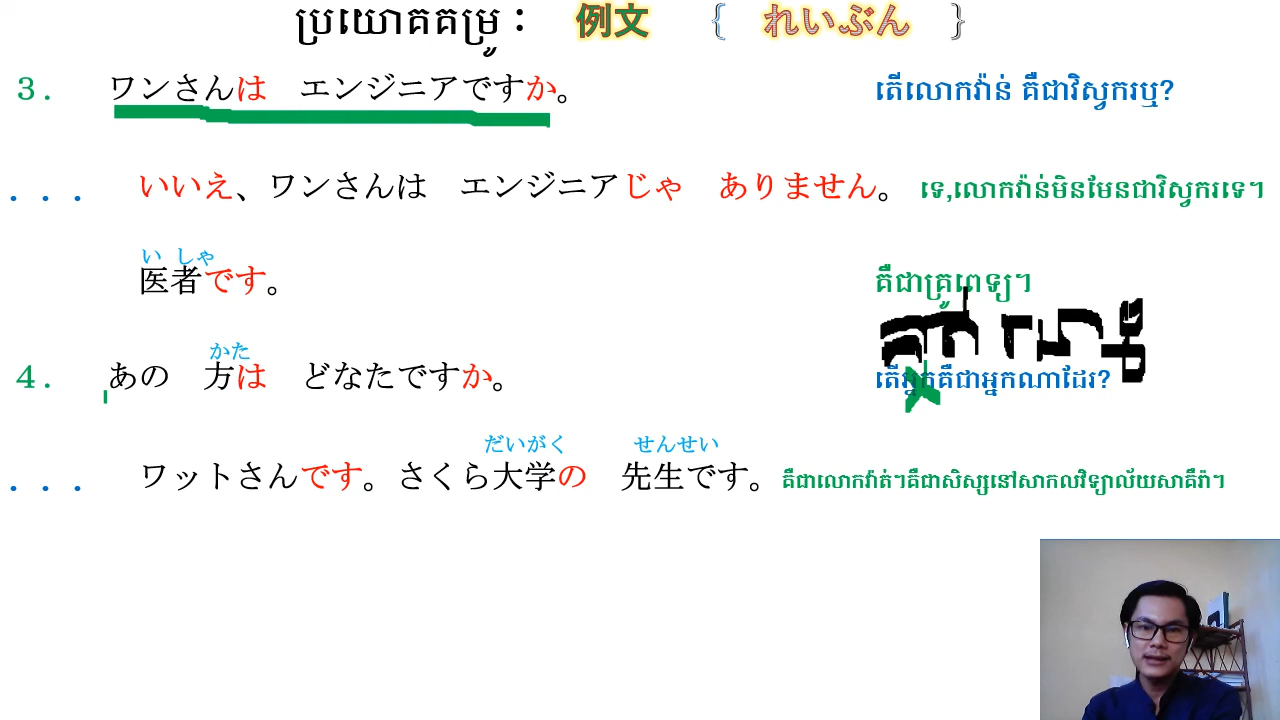 ប្រយោគគម្រូ : 例文 { れいぶん }
3. ワンさんは エンジニアですか。 តើលោកវ៉ាន់ គឺជាវិស្វករឬ?
... いいえ、ワンさんは エンジニアじゃ ありません。 ទេ,លោកវ៉ាន់មិនមែនជាវិស្វករទេ។
い しゃ
医者です。 គឺជាគ្រូពេទ្យ។
かた
4. あの 方は どなたですか。 តើអ្នកគឺជាអ្នកណាដែរ?
だいがく せんせい
... ワットさんです。さくら大学の 先生です。 គឺជាលោកវ៉ាត់។គឺជាសិស្សនៅសាកលវិទ្យាល័យសាគឺរ៉ា។